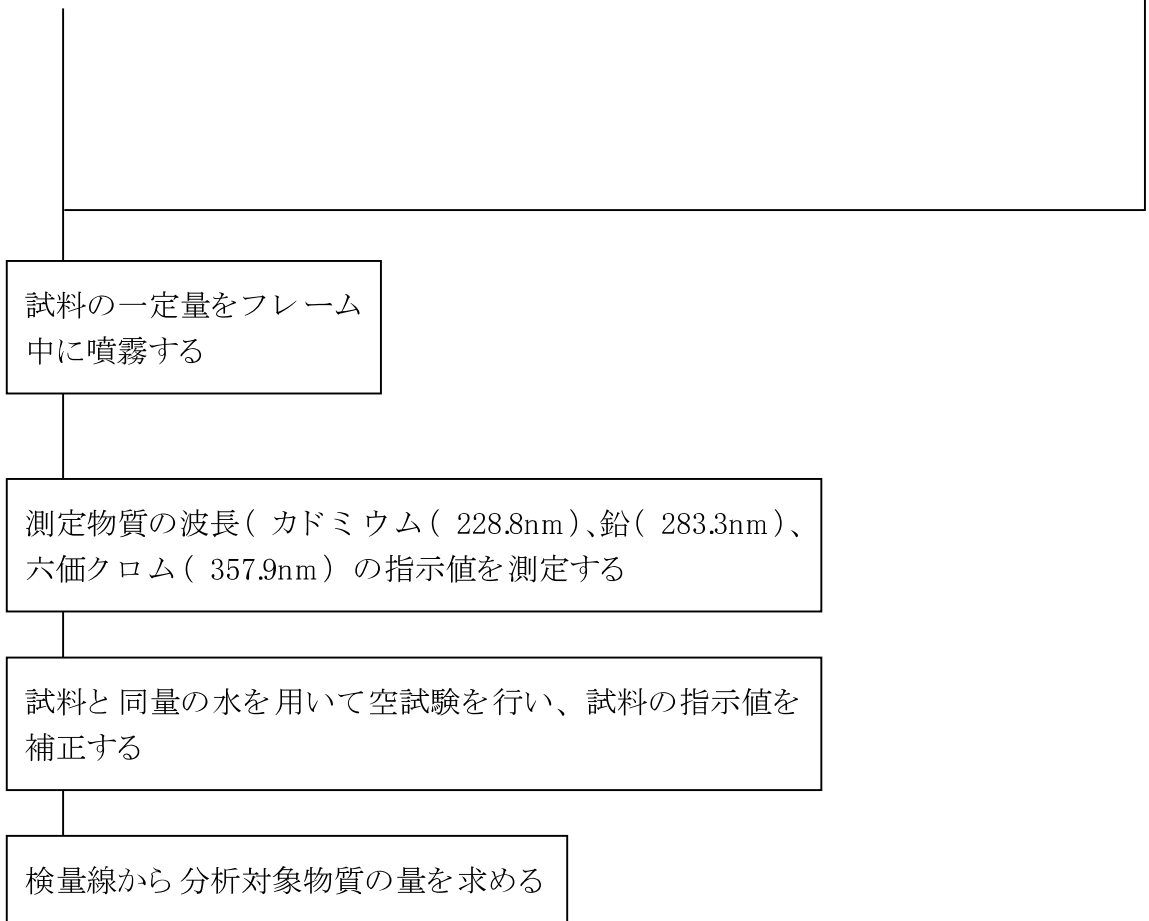 試料の一定量をフレーム
中に噴霧する
測定物質の波長( カドミウム( 228.8nm)、鉛( 283.3nm)、
六価クロム( 357.9nm) の指示値を測定する
試料と同量の水を用いて空試験を行い、試料の指示値を
補正する
検量線から分析対象物質の量を求める